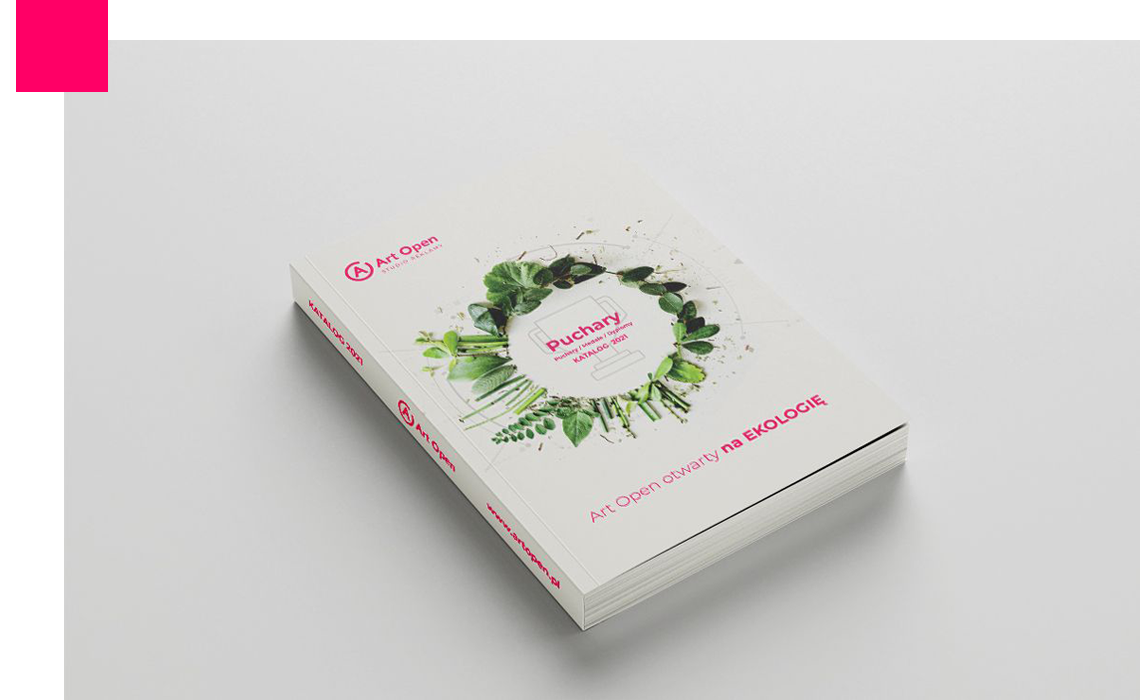 Art Open
STUDIO REKLAMY
Puchary
Puchary / Medale / Dyplomy
KATALOG 2021
Art Open otwarty na EKOLOGIĘ
KATALOG 2021
Art Open
www.artopen.pl